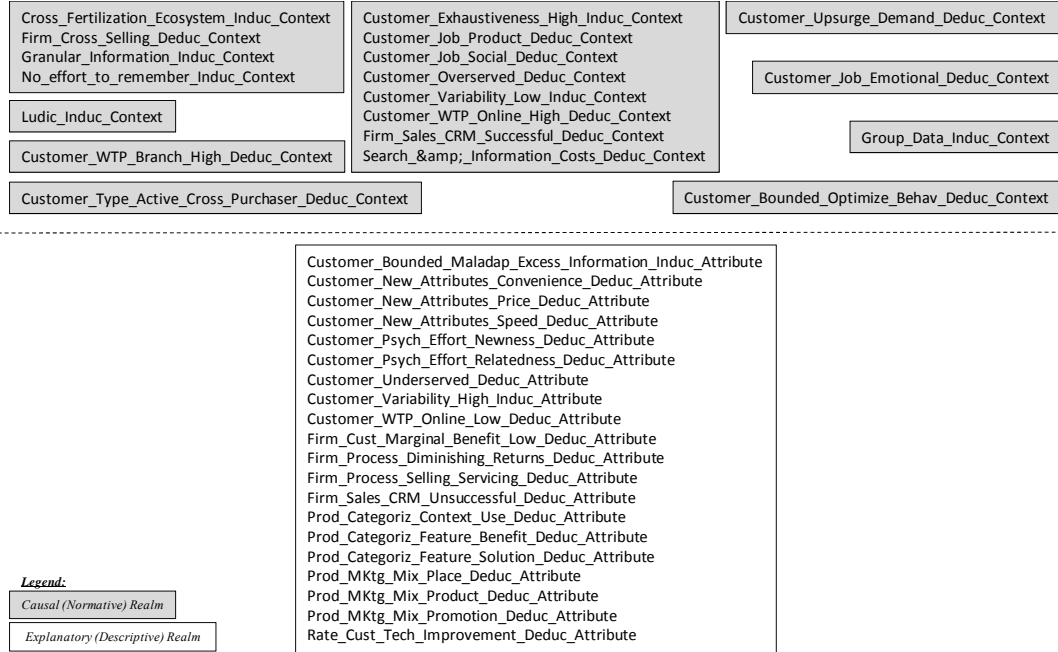 Cross_Fertilization_Ecosystem_Induc_Context
Firm_Cross_Selling_Deduc_Context
Granular_Information_Induc_Context
No_effort_to_remember_Induc_Context
Ludic_Induc_Context
Customer_WTP_Branch_High_Deduc_Context
Customer_Type_Active_Cross_Purchaser_Deduc_Context
Customer_Exhaustiveness_High_Induc_Context
Customer_Job_Product_Deduc_Context
Customer_Job_Social_Deduc_Context
Customer_Overserved_Deduc_Context
Customer_Variability_Low_Induc_Context
Customer_WTP_Online_High_Deduc_Context
Firm_Sales_CRM_Successful_Deduc_Context
Search_&amp;_Information_Costs_Deduc_Context
Customer_Upsurge_Demand_Deduc_Context
Customer_Job_Emotional_Deduc_Context
Group_Data_Induc_Context
Customer_Bounded_Optimize_Behav_Deduc_Context
Customer_Bounded_Maladap_Excess_Information_Induc_Attribute
Customer_New_Attributes_Convenience_Deduc_Attribute
Customer_New_Attributes_Price_Deduc_Attribute
Customer_New_Attributes_Speed_Deduc_Attribute
Customer_Psych_Effort_Newness_Deduc_Attribute
Customer_Psych_Effort_Relatedness_Deduc_Attribute
Customer_Underserved_Deduc_Attribute
Customer_Variability_High_Induc_Attribute
Customer_WTP_Online_Low_Deduc_Attribute
Firm_Cust_Marginal_Benefit_Low_Deduc_Attribute
Firm_Process_Diminishing_Returns_Deduc_Attribute
Firm_Process_Selling_Servicing_Deduc_Attribute
Firm_Sales_CRM_Unsuccessful_Deduc_Attribute
Prod_Categoriz_Context_Use_Deduc_Attribute
Prod_Categoriz_Feature_Benefit_Deduc_Attribute
Prod_Categoriz_Feature_Solution_Deduc_Attribute
Prod_MKtg_Mix_Place_Deduc_Attribute
Prod_MKtg_Mix_Product_Deduc_Attribute
Prod_MKtg_Mix_Promotion_Deduc_Attribute
Rate_Cust_Tech_Improvement_Deduc_Attribute
Legend:
Causal (Normative) Realm
Explanatory (Descriptive) Realm